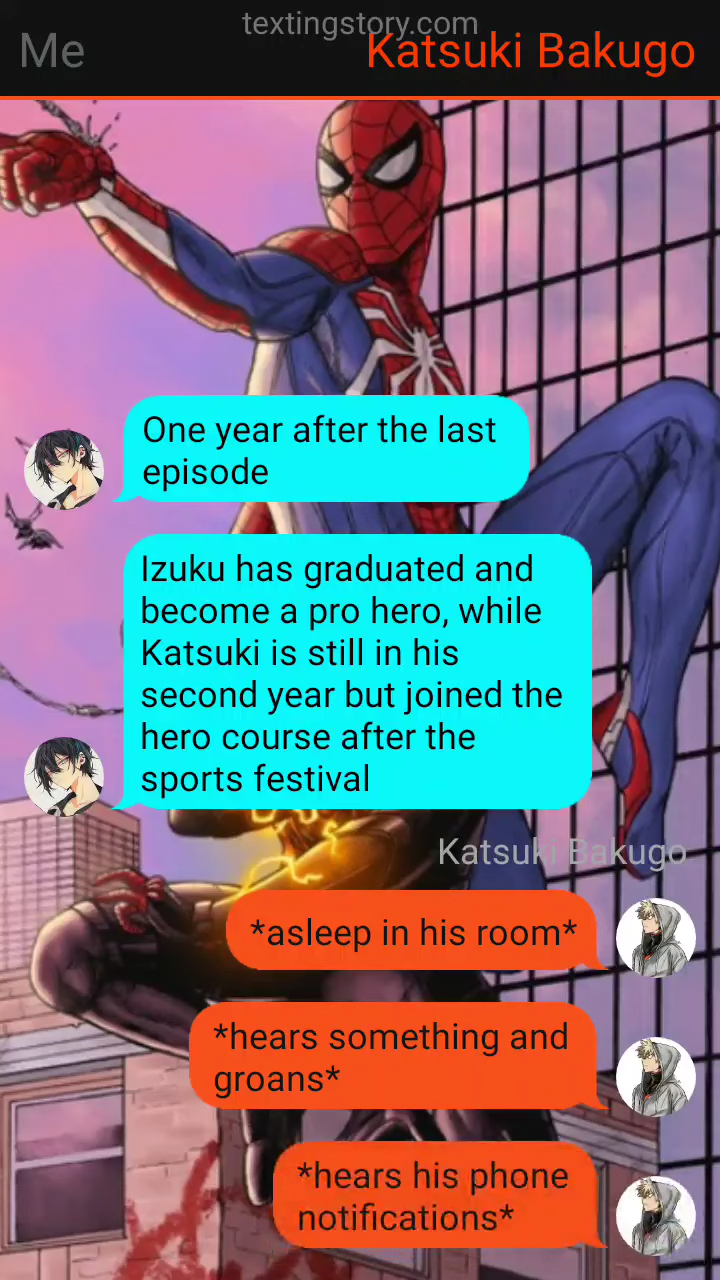 textingstory.com
Me
Katsuki Bakugo
One year after the last
episode
Izuku has graduated and
become a pro hero, while
Katsuki is still in his
second year but joined the
hero course after the
sports festival
Katsuki Bakugo
*asleep in his room*
*hears something and
groans*
*hears his phone
notifications*